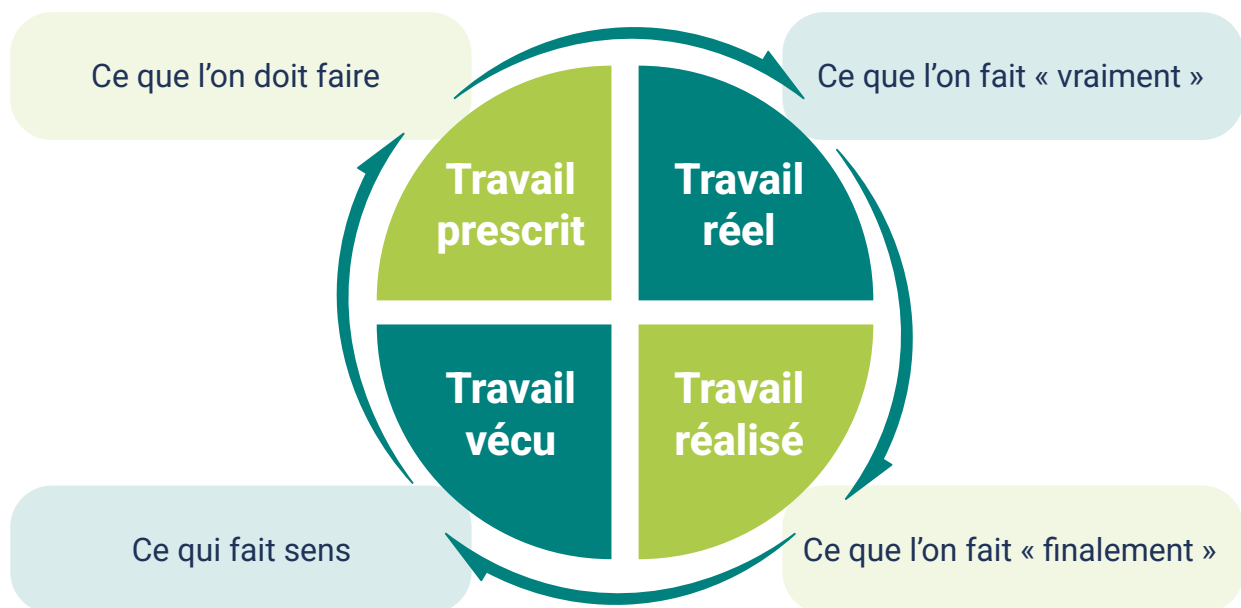 Ce que l’on doit faire
Ce que l’on fait « vraiment »
Travail
prescrit
Travail
réel
Travail
vécu
Travail
réalisé
Ce qui fait sens
Ce que l’on fait « finalement »